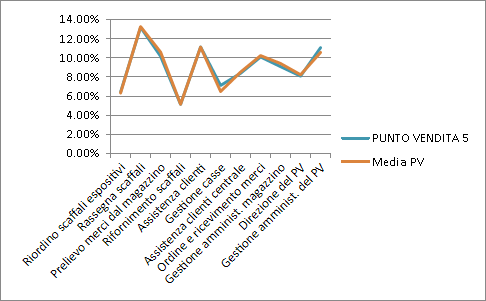 14.00%
12.00%
10.00%
8.00%
6.00%
4.00%
2.00%
0.00%
Riordino scaffali espositivi
Rassegna scaffali
Prelievo merci dal magazzino
Rifornimento scaffali
Assistenza clienti
Gestione casse
Assistenza clienti centrale
Ordine e ricevimento merci
Gestione amminist. magazzino
Direzione del PV
Gestione amminist. del PV
PUNTO VENDITA 5
Media PV